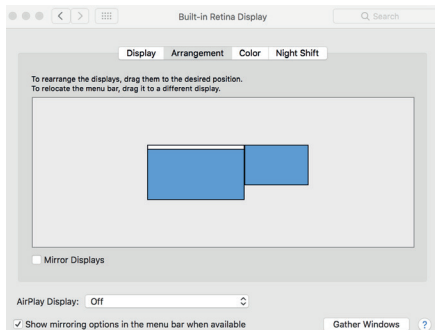 Built-in Retina Display
Search
Display Arrangement Color Night Shift
To rearrange the displays, drag them to the desired position.
To relocate the menu bar, drag it to a different display.
Mirror Displays
AirPlay Display: Off
Show mirroring options in the menu bar when available
Gather Windows ?